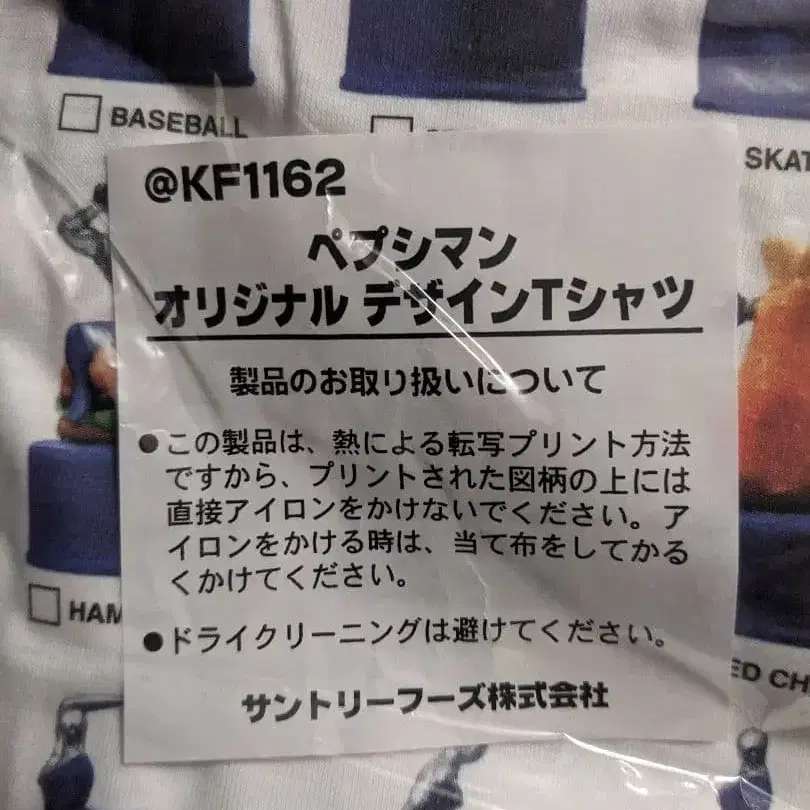 BASEBALL
SKAT
@KF1162
ペプシマン
オリジナル デザインTシャツ
製品のお取り扱いについて
●この製品は、熱による転写プリント方法
ですから、プリントされた図柄の上には
直接アイロンをかけないでください。ア
イロンをかける時は、当て布をしてかる
くかけてください。
HAM
●ドライクリーニングは避けてください。
ED CH
サントリーフーズ株式会社